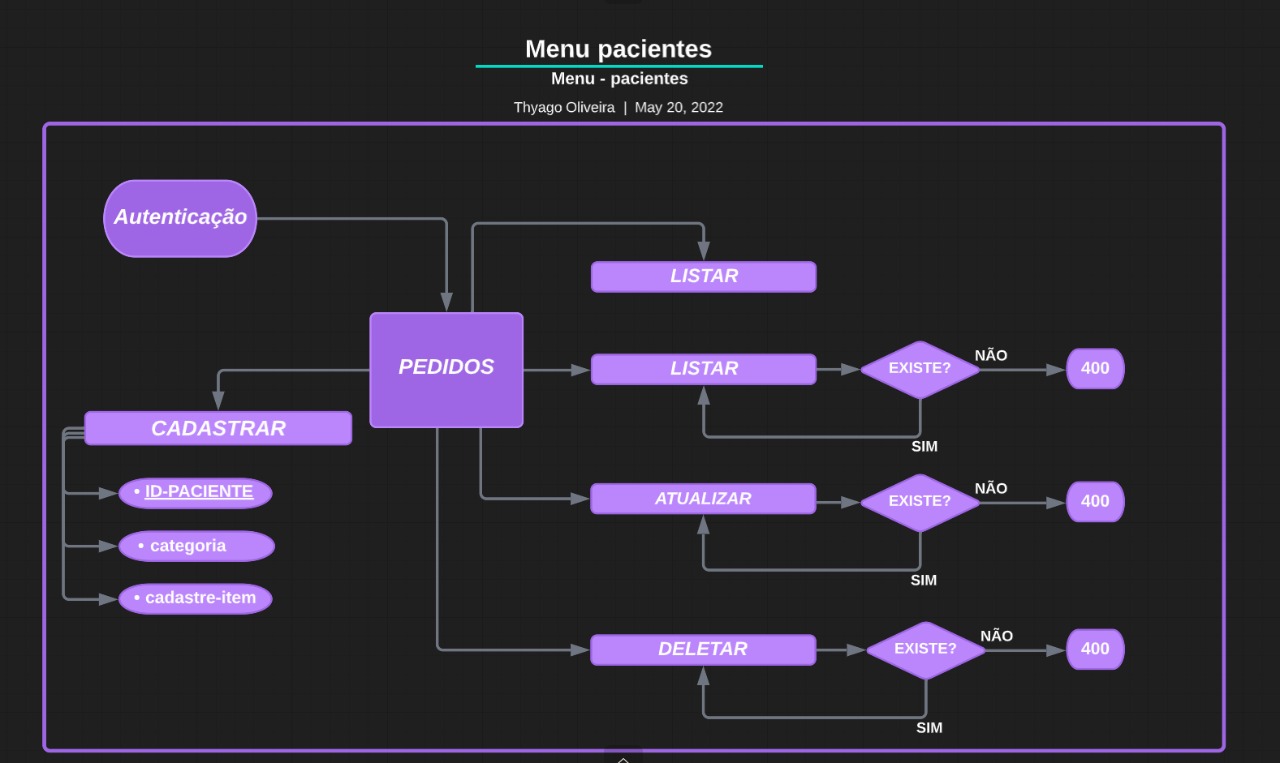 Menu pacientes
Menu - pacientes
Thyago Oliveira | May 20, 2022
Autenticação
LISTAR
PEDIDOS
LISTAR
EXISTE?
NÃO
400
SIM
CADASTRAR
• ID-PACIENTE
• categoria
• cadastre-item
ATUALIZAR
EXISTE?
NÃO
400
SIM
DELETAR
EXISTE?
NÃO
400
SIM